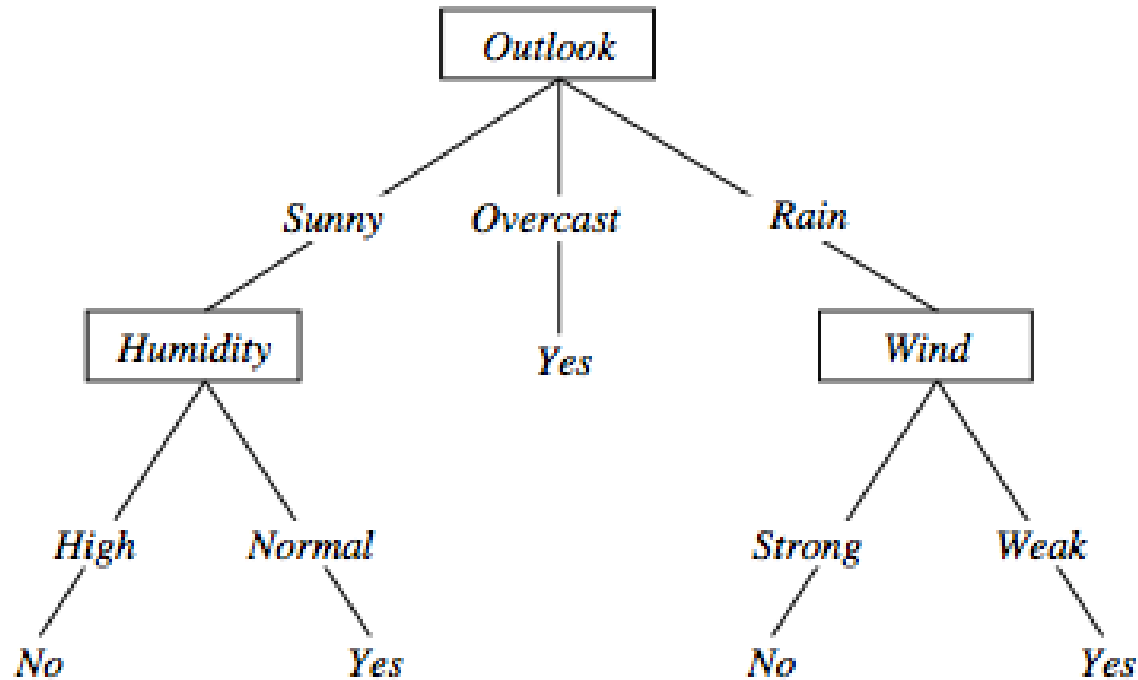 Outlook
Sunny Overcast Rain
Humidity Yes Wind
High Normal Strong Weak
No Yes No Yes